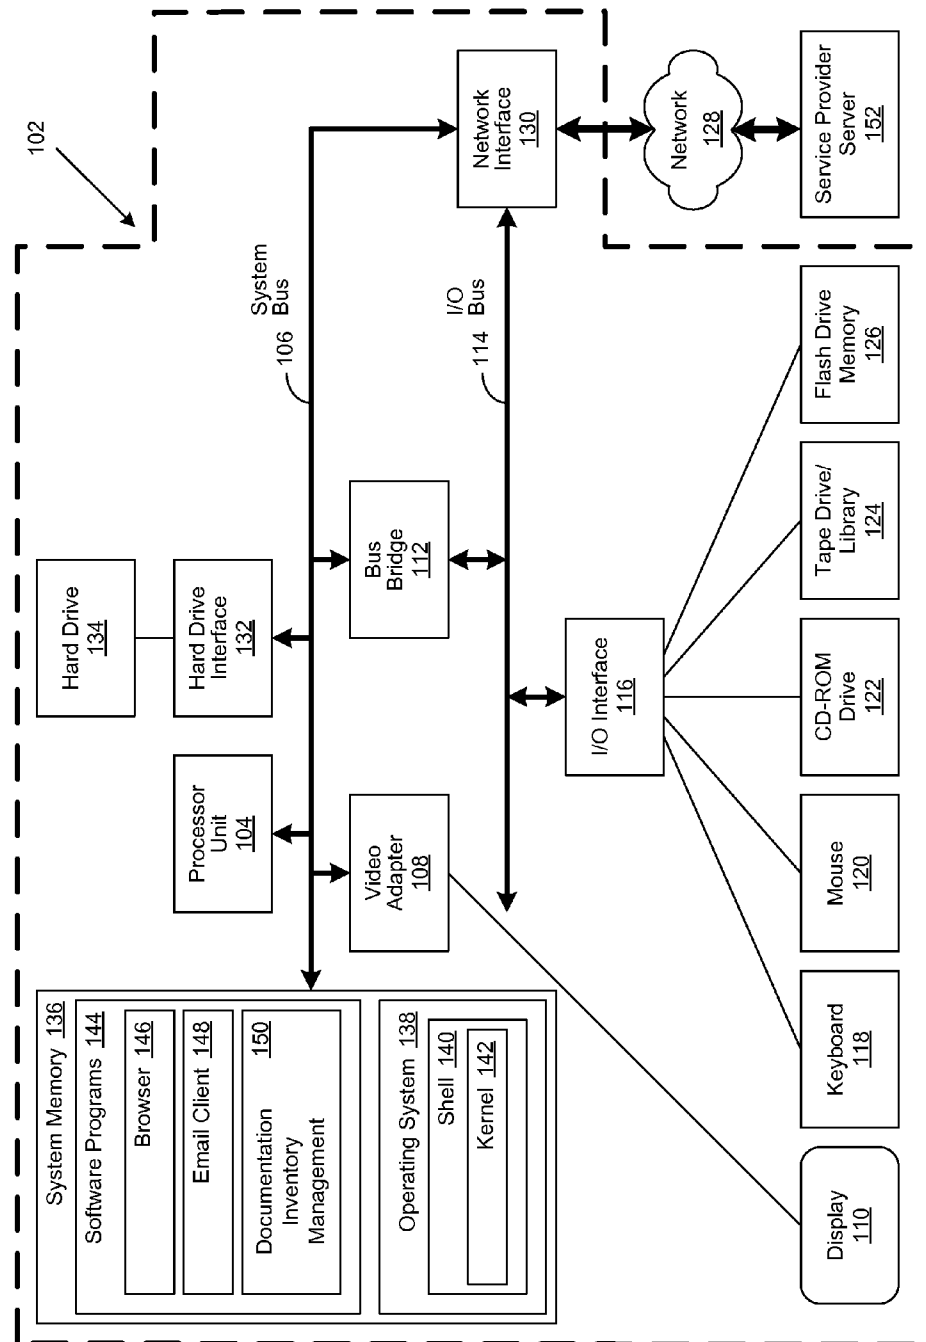 102
System Memory 136
Software Programs 144
Browser 146
Email Client 148
150
Documentation
Inventory
Management
Operating System 138
Shell 140
Kernel 142
Processor
Unit
104
Hard Drive
134
Hard Drive
Interface
132
106
System
Bus
Video
Adapter
108
Bus
Bridge
112
114
I/O
Bus
Network
Interface
130
I/O Interface
116
Network
128
Service Provider
Server
152
Display
110
Keyboard
118
Mouse
120
CD-ROM
Drive
122
Tape Drive/
Library
124
Flash Drive
Memory
126